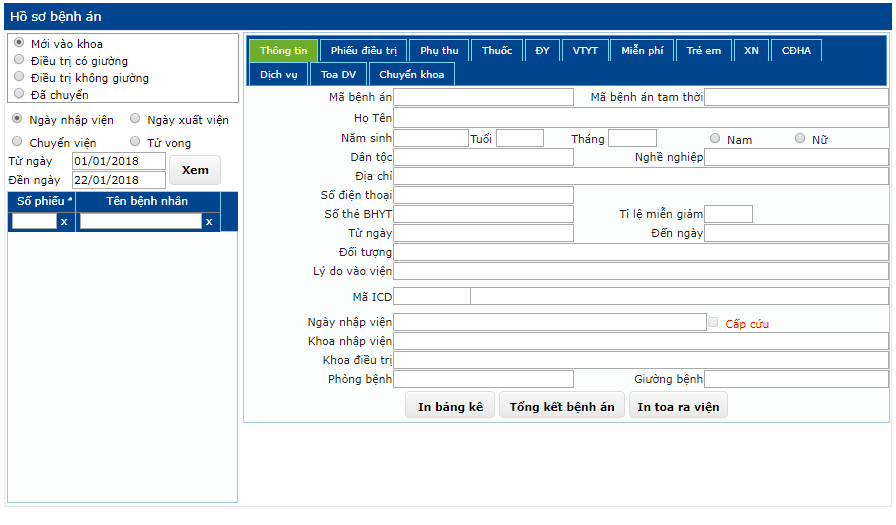 Hồ sơ bệnh án
Mới vào khoa
Điều trị có giường
Điều trị không giường
Đã chuyển
Ngày nhập viện Ngày xuất viện
Chuyển viện Tử vong
Từ ngày 01/01/2018
Đến ngày 22/01/2018
Xem
Số phiếu Tên bệnh nhân
x x
Thông tin Phiếu điều trị Phụ thu Thuốc ĐY VTYT Miễn phí Trẻ em XN CĐHA
Dịch vụ Toa DV Chuyển khoa
Mã bệnh án Mã bệnh án tạm thời
Họ Tên
Năm sinh Tuổi Tháng Nam Nữ
Dân tộc Nghề nghiệp
Địa chỉ
Số điện thoại
Số thẻ BHYT Tỉ lệ miễn giảm
Từ ngày Đến ngày
Đối tượng
Lý do vào viện
Mã ICD
Ngày nhập viện Cấp cứu
Khoa nhập viện
Khoa điều trị
Phòng bệnh Giường bệnh
In bảng kê Tổng kết bệnh án In toa ra viện